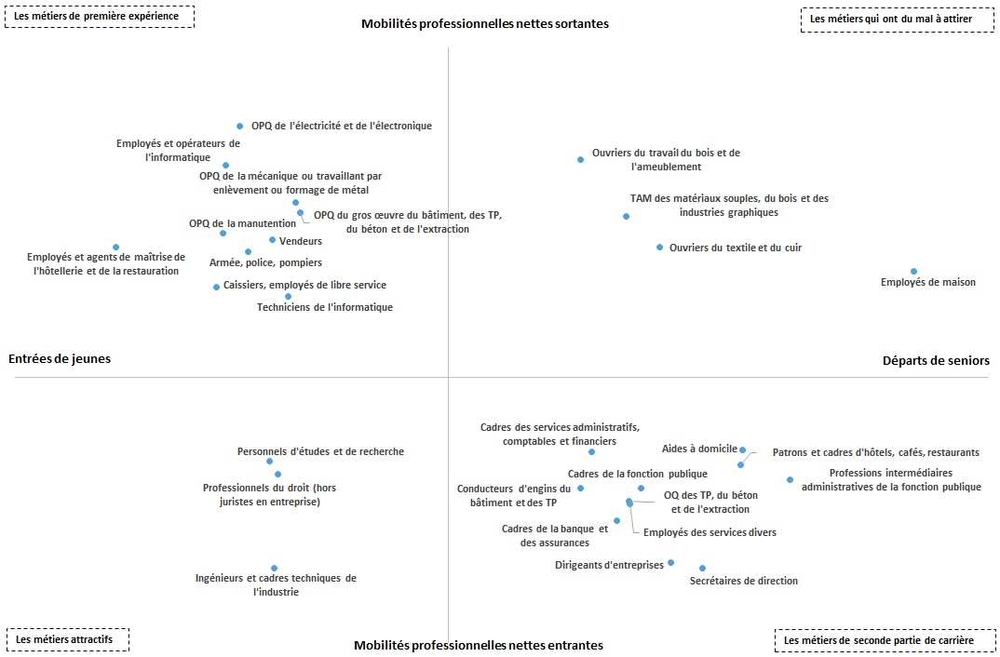 Les métiers de première expérience
Mobilités professionnelles nettes sortantes
Les métiers qui ont du mal à attirer
OPQ de l'électricité et de l'électronique
Employés et opérateurs de
l'informatique
OPQ de la mécanique ou travaillant par
enlèvement ou formage de métal
OPQ du gros œuvre du bâtiment, des TP,
du béton et de l'extraction
OPQ de la manutention
Vendeurs
Employés et agents de maîtrise de
l'hôtellerie et de la restauration
Armée, police, pompiers
Caissiers, employés de libre service
Techniciens de l'informatique
Ouvriers du travail du bois et de
l'ameublement
TAM des matériaux souples, du bois et des
industries graphiques
Ouvriers du textile et du cuir
Employés de maison
Entrées de jeunes
Départs de seniors
Personnels d'études et de recherche
Professionnels du droit (hors
juristes en entreprise)
Ingénieurs et cadres techniques de
l'industrie
Cadres des services administratifs,
comptables et financiers
Aides à domicile
Patrons et cadres d'hôtels, cafés, restaurants
Cadres de la fonction publique
Professions intermédiaires
administratives de la fonction publique
Conducteurs d'engins du
bâtiment et des TP
OQ des TP, du béton
et de l'extraction
Cadres de la banque et
des assurances
Employés des services divers
Dirigeants d'entreprises
Secrétaires de direction
Les métiers attractifs
Mobilités professionnelles nettes entrantes
Les métiers de seconde partie de carrière